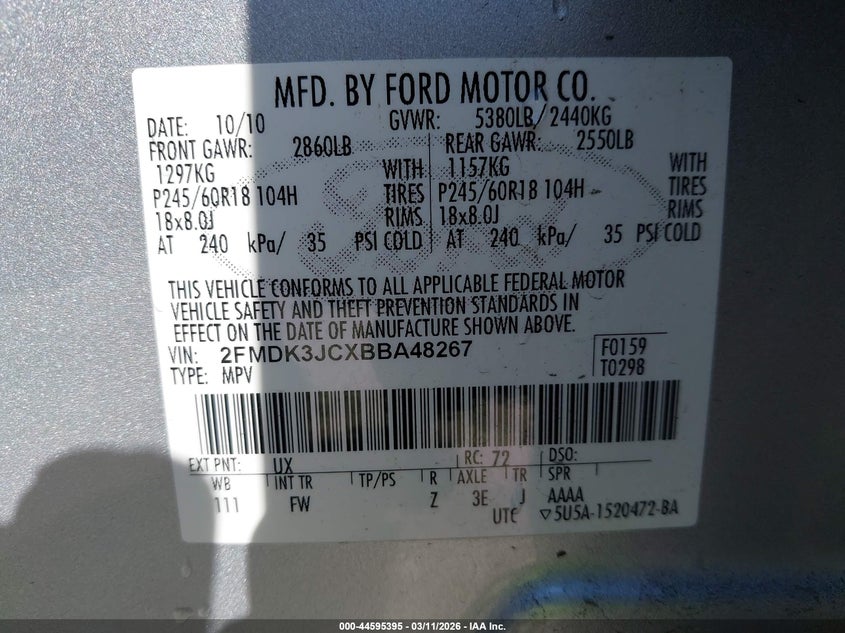 MFD. BY FORD MOTOR CO.
DATE: 10/10 GVWR: 5380LB/2440KG
FRONT GAWR: 2860LB REAR GAWR: 2550LB
1297KG WITH 1157KG WITH
P245/60R18 104H TIRES P245/60R18 104H TIRES
18x8.0J RIMS 18x8.0J RIMS
AT 240 kPa/ 35 PSI COLD AT 240 kPa/ 35 PSI COLD
THIS VEHICLE CONFORMS TO ALL APPLICABLE FEDERAL MOTOR
VEHICLE SAFETY AND THEFT PREVENTION STANDARDS IN
EFFECT ON THE DATE OF MANUFACTURE SHOWN ABOVE.
VIN: 2FMDK3JCXBBA48267 F0159
TYPE: MPV T0298
EXT PNT: UX RC: 72 DSO:
WB INT TR TP/PS R AXLE TR SPR
111 FW Z 3E J AAAA
UTC ▽5U5A-1520472-BA
000-44595395 - 03/11/2026 - IAA Inc.